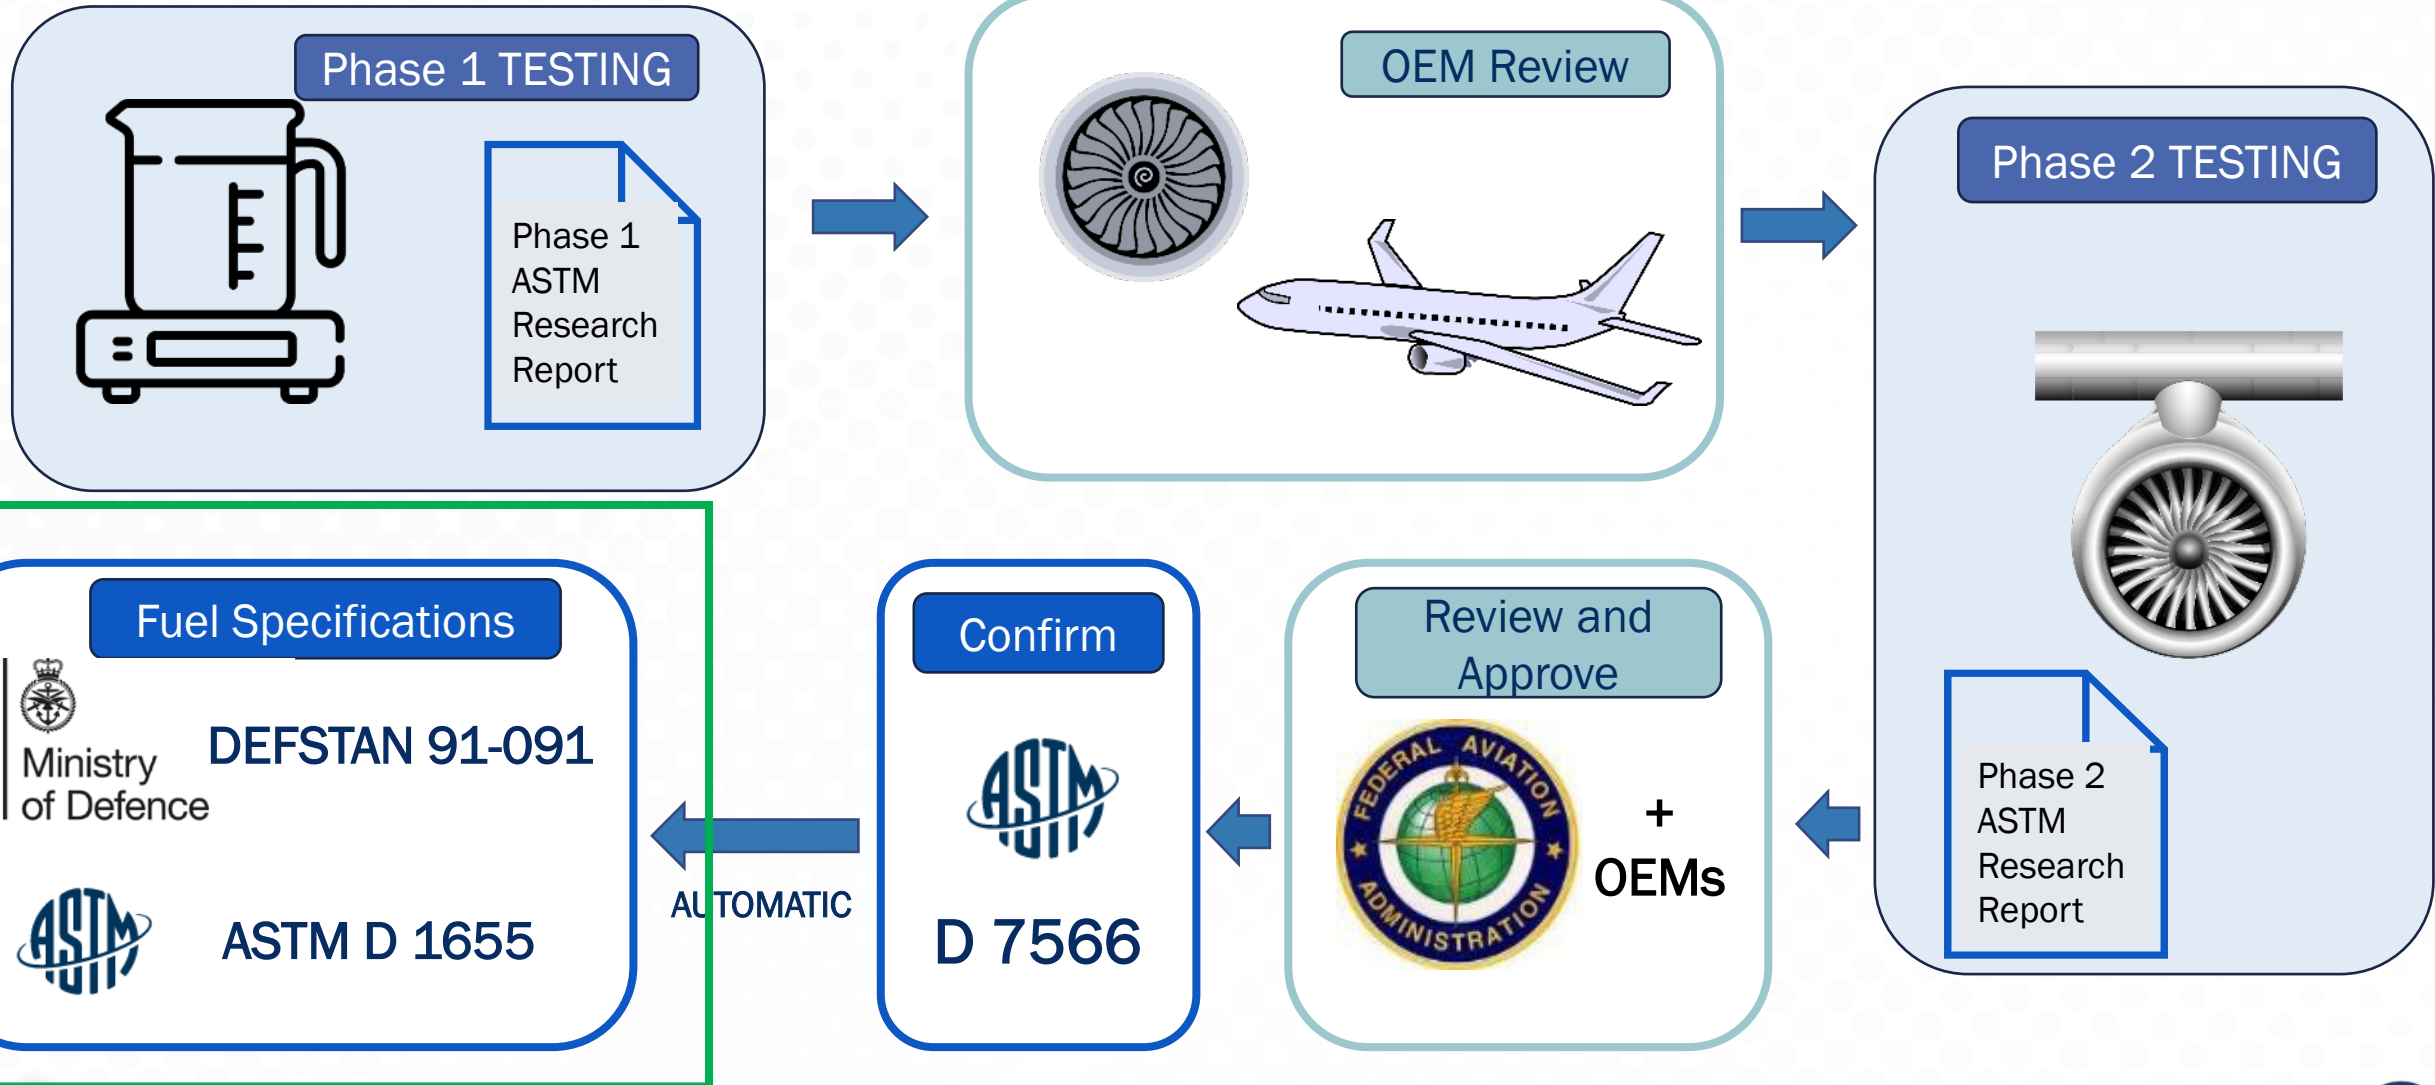 Phase 1 TESTING
Phase 1
ASTM
Research
Report
OEM Review
Phase 2 TESTING
Phase 2
ASTM
Research
Report
Review and
Approve
FEDERAL AVIATION
ADMINISTRATION
+
OEMs
Confirm
ASTM
D 7566
AUTOMATIC
Fuel Specifications
Ministry
of Defence
DEFSTAN 91-091
ASTM
ASTM D 1655